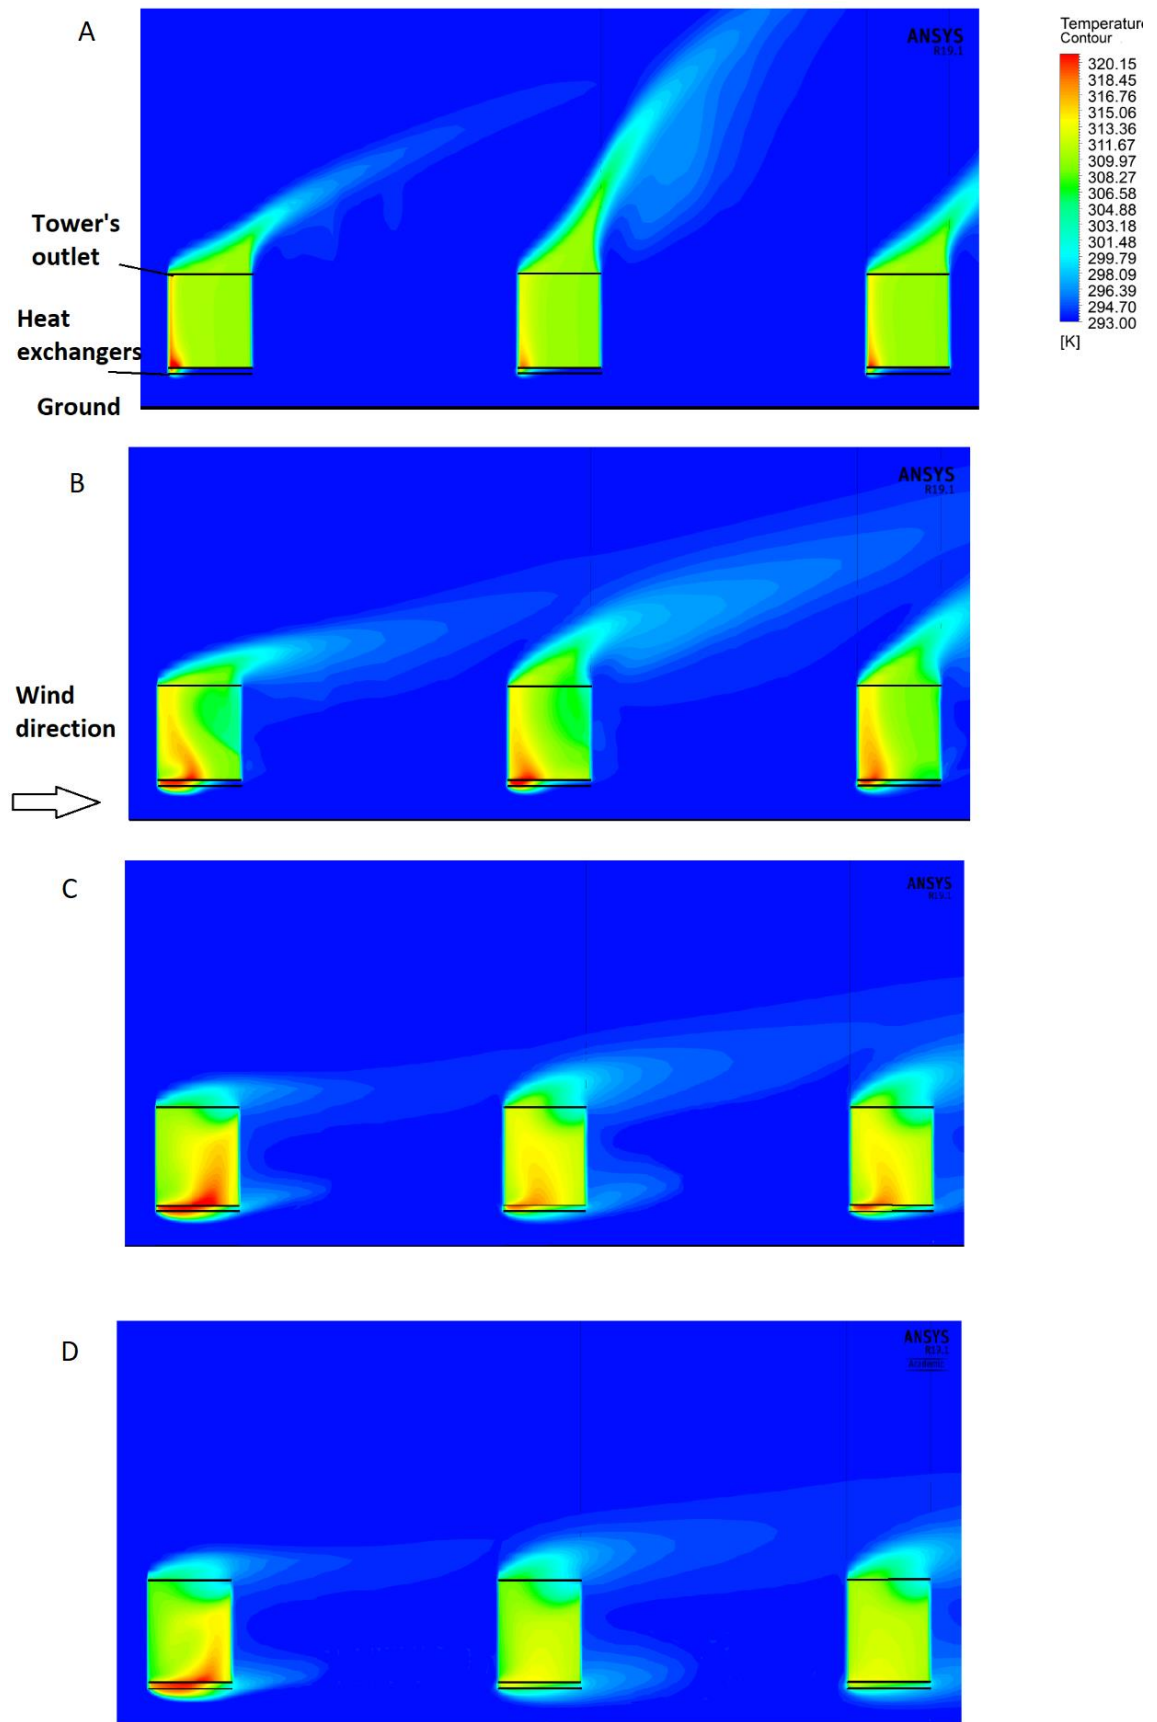 A
ANSYS
R19.1
Temperature
Contour
320.15
318.45
316.76
315.06
313.36
311.67
309.97
308.27
306.58
304.88
303.18
301.48
299.79
298.09
296.39
294.70
293.00
[K]
Tower's
outlet
Heat
exchangers
Ground
B
ANSYS
R19.1
Wind
direction
C
ANSYS
R19.1
D
ANSYS